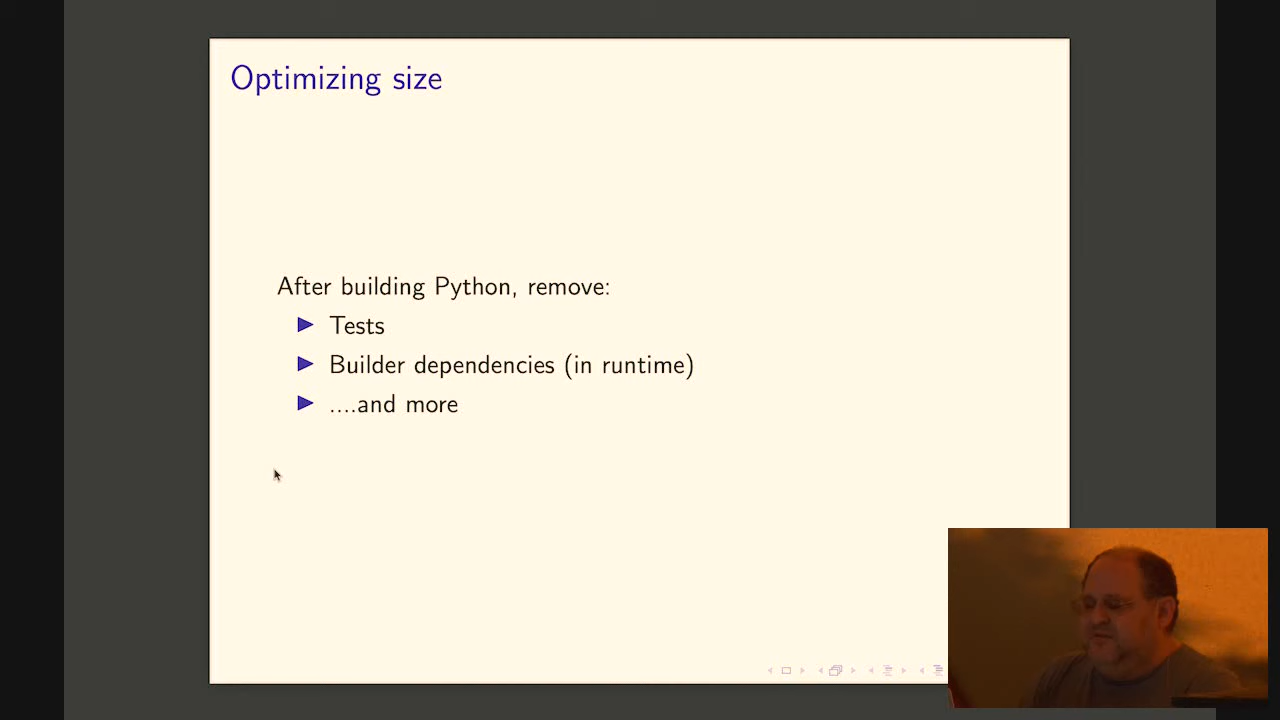 Optimizing size
After building Python, remove:
Tests
Builder dependencies (in runtime)
....and more